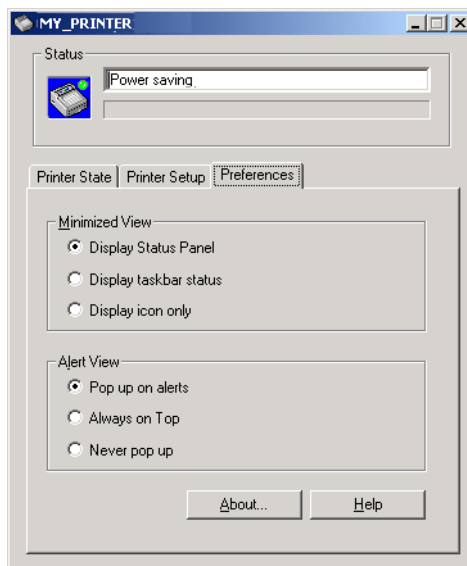 MY_PRINTER
Status
Power saving
Printer State Printer Setup Preferences
Minimized View
Display Status Panel
Display taskbar status
Display icon only
Alert View
Pop up on alerts
Always on Top
Never pop up
About... Help